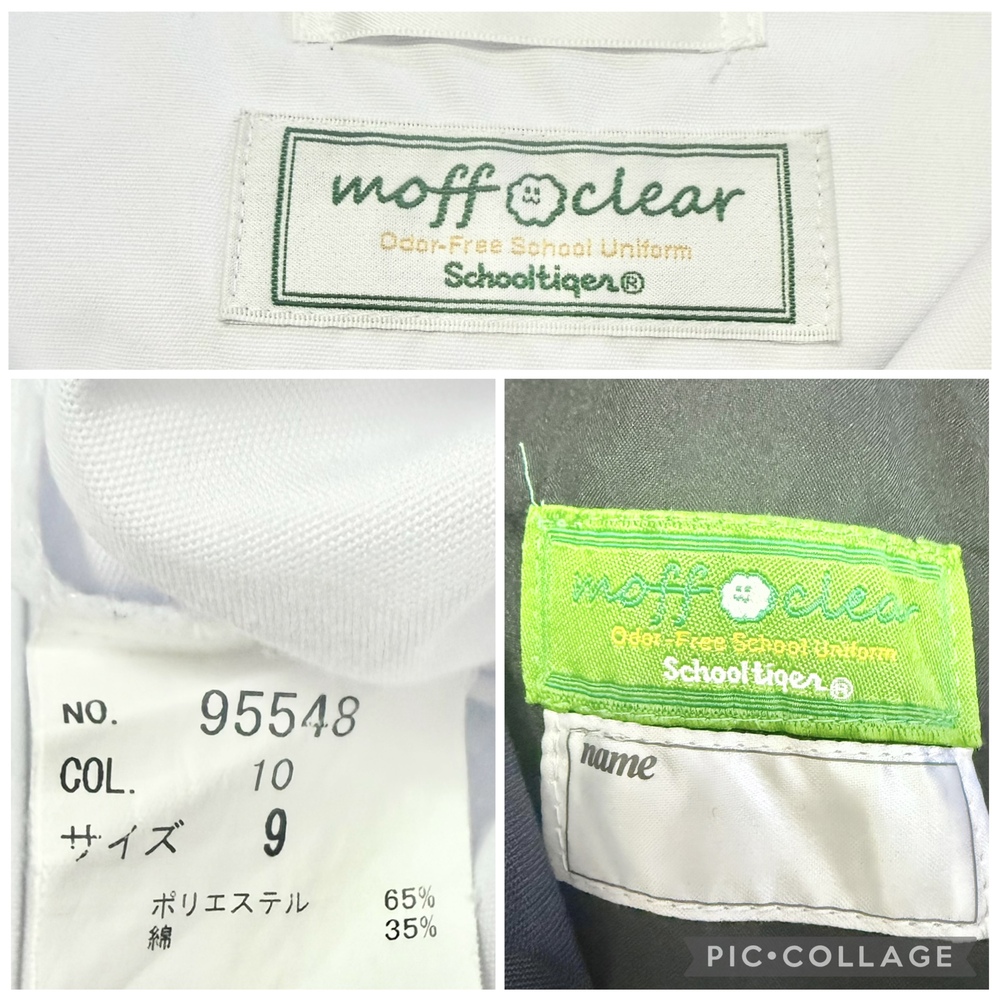 moff clear
Odor-Free School Uniform
Schooltiger®
NO. 95548
COL. 10
サイズ 9
ポリエステル 65%
綿 35%
moff clear
Odor-Free School Uniform
Schooltiger®
name
PIC•COLLAGE